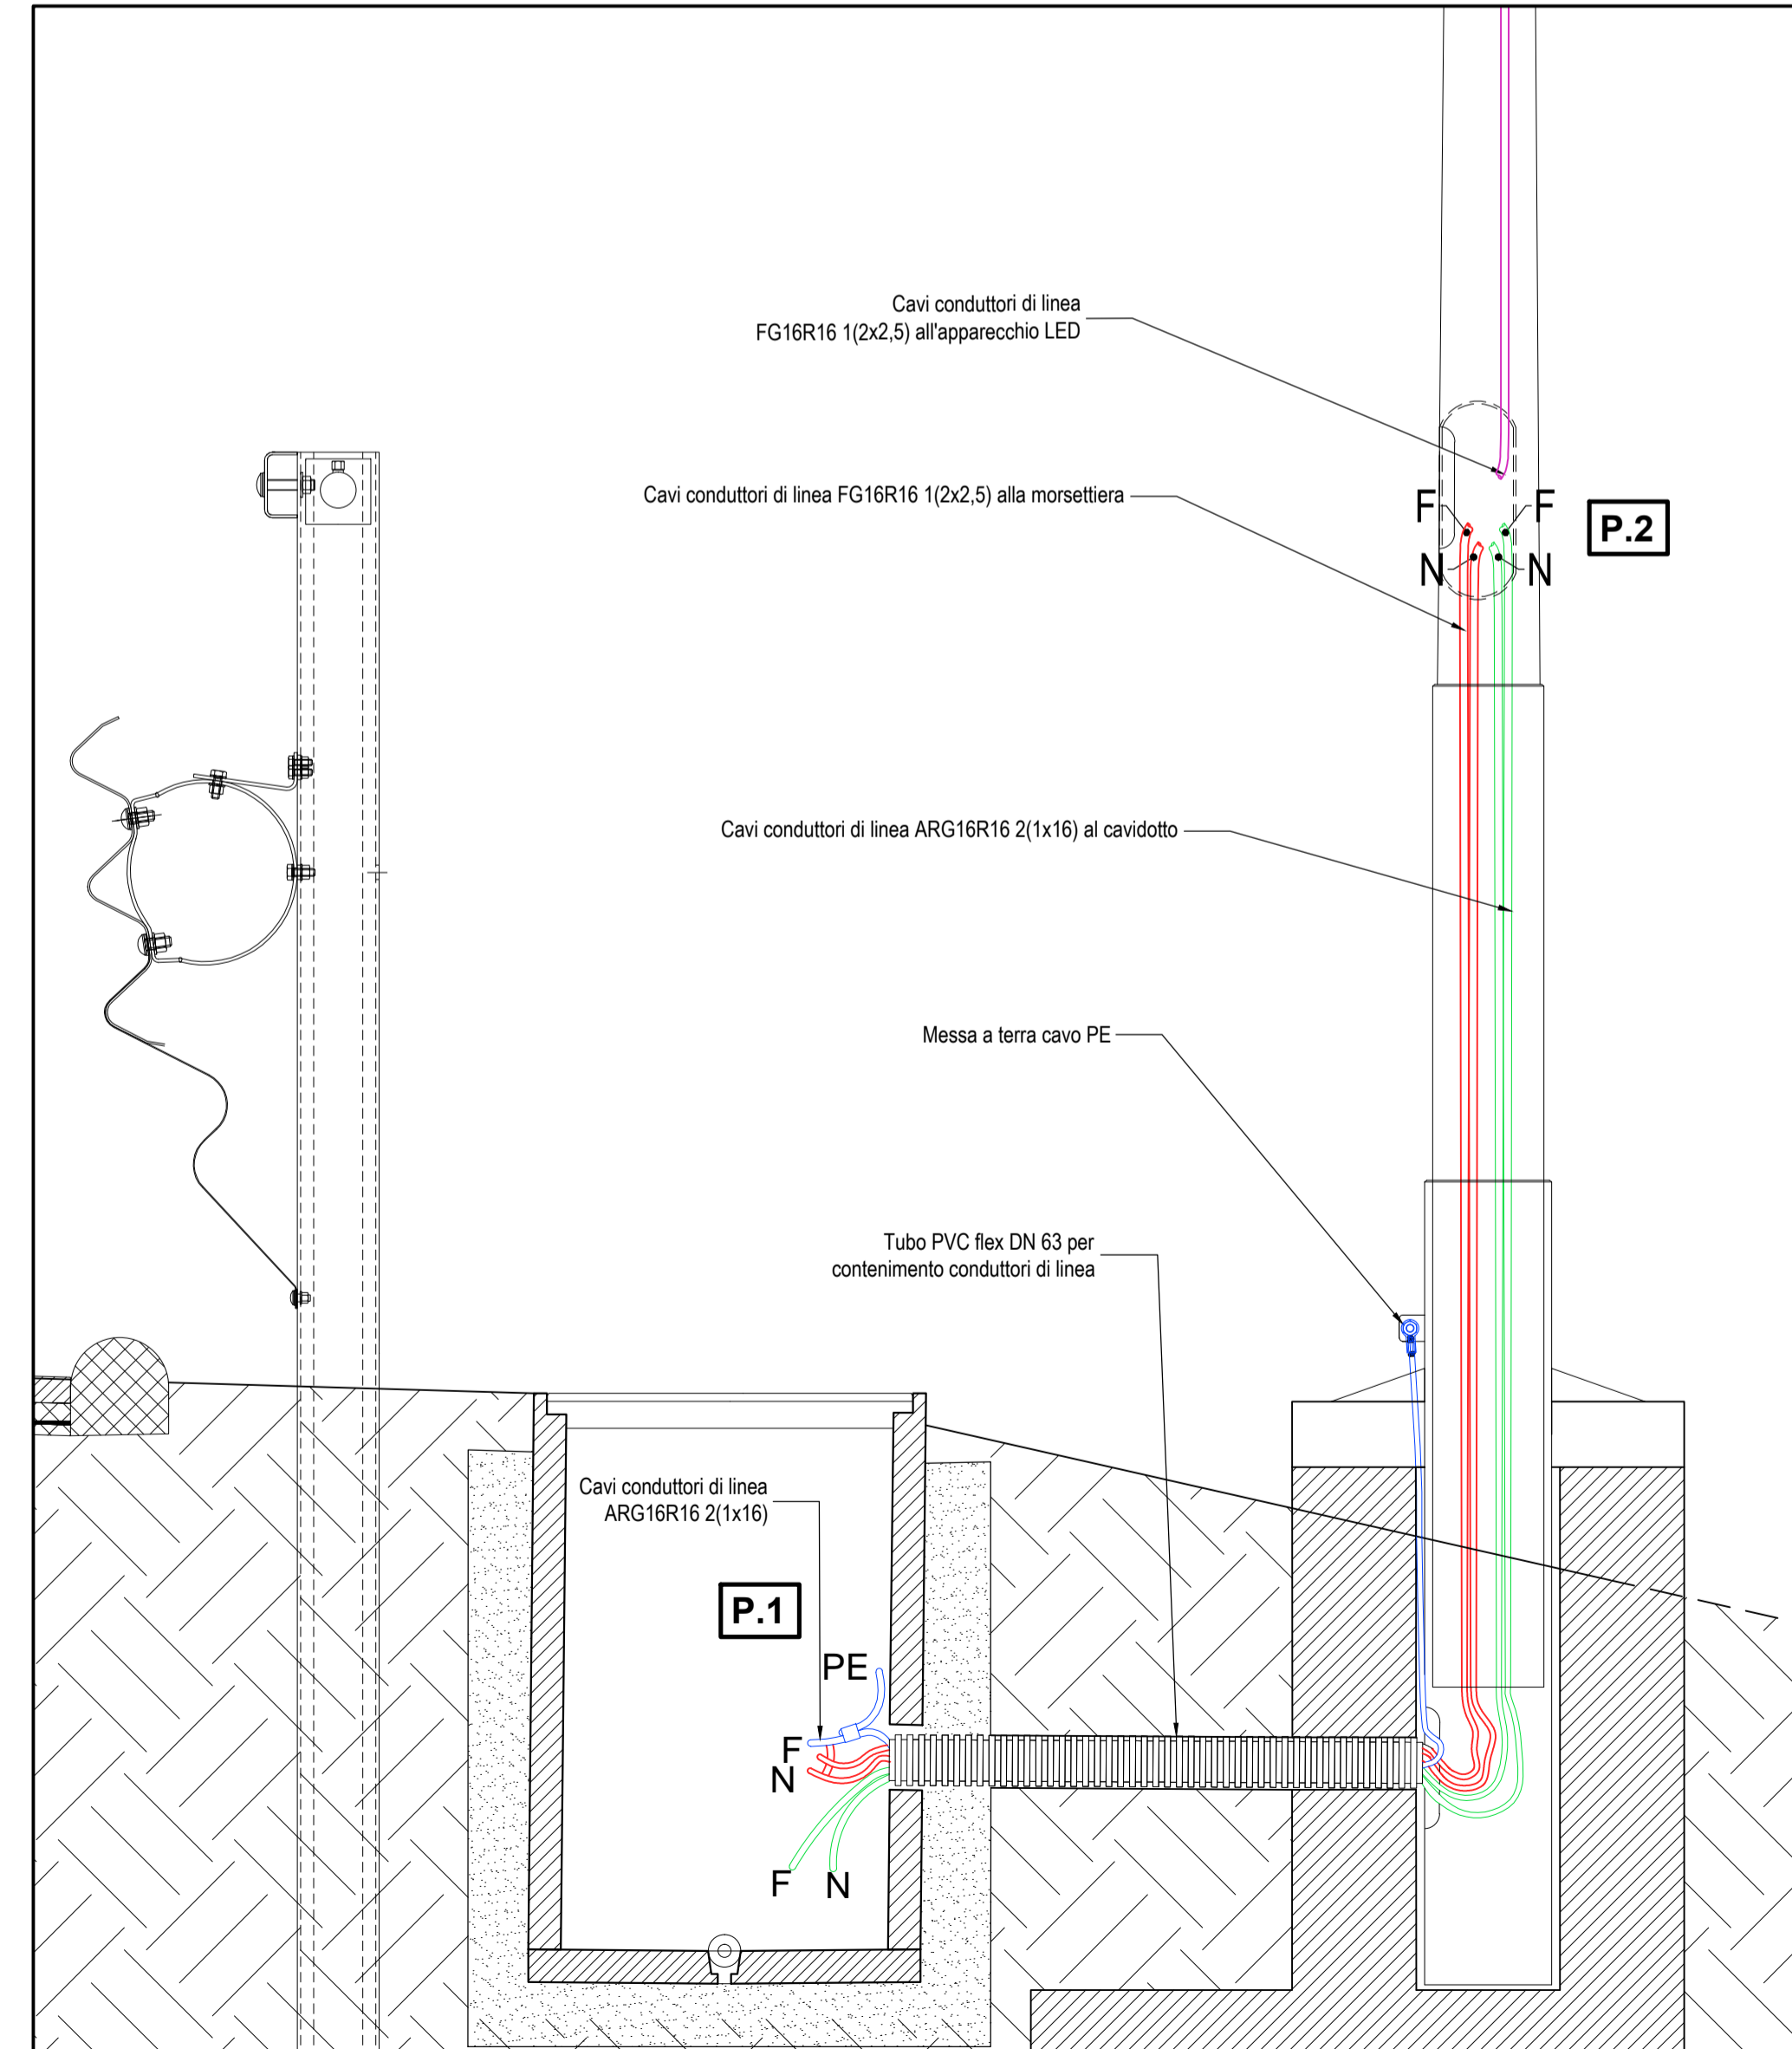 Cavi conduttori di linea
FG16R16 1(2x2,5) all'apparecchio LED
Cavi conduttori di linea FG16R16 1(2x2,5) alla morsettiera
F
F
P.2
N
N
Cavi conduttori di linea ARG16R16 2(1x16) al cavidotto
Messa a terra cavo PE
Tubo PVC flex DN 63 per
contenimento conduttori di linea
Cavi conduttori di linea
ARG16R16 2(1x16)
P.1
PE
F
N
F
N